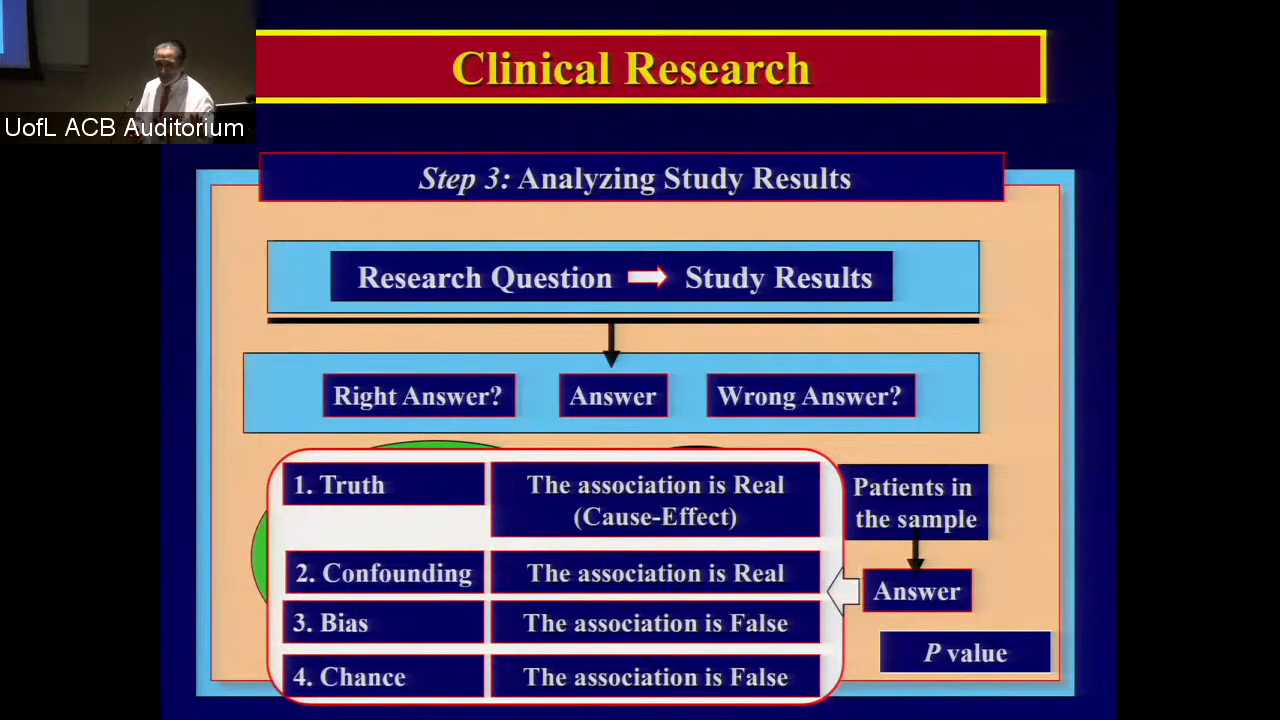 Clinical Research
UofL ACB Auditorium
Step 3: Analyzing Study Results
Research Question Study Results
Right Answer? Answer Wrong Answer?
1. Truth
The association is Real
(Cause-Effect)
Patients in
the sample
2. Confounding
The association is Real
Answer
3. Bias
The association is False
P value
4. Chance
The association is False